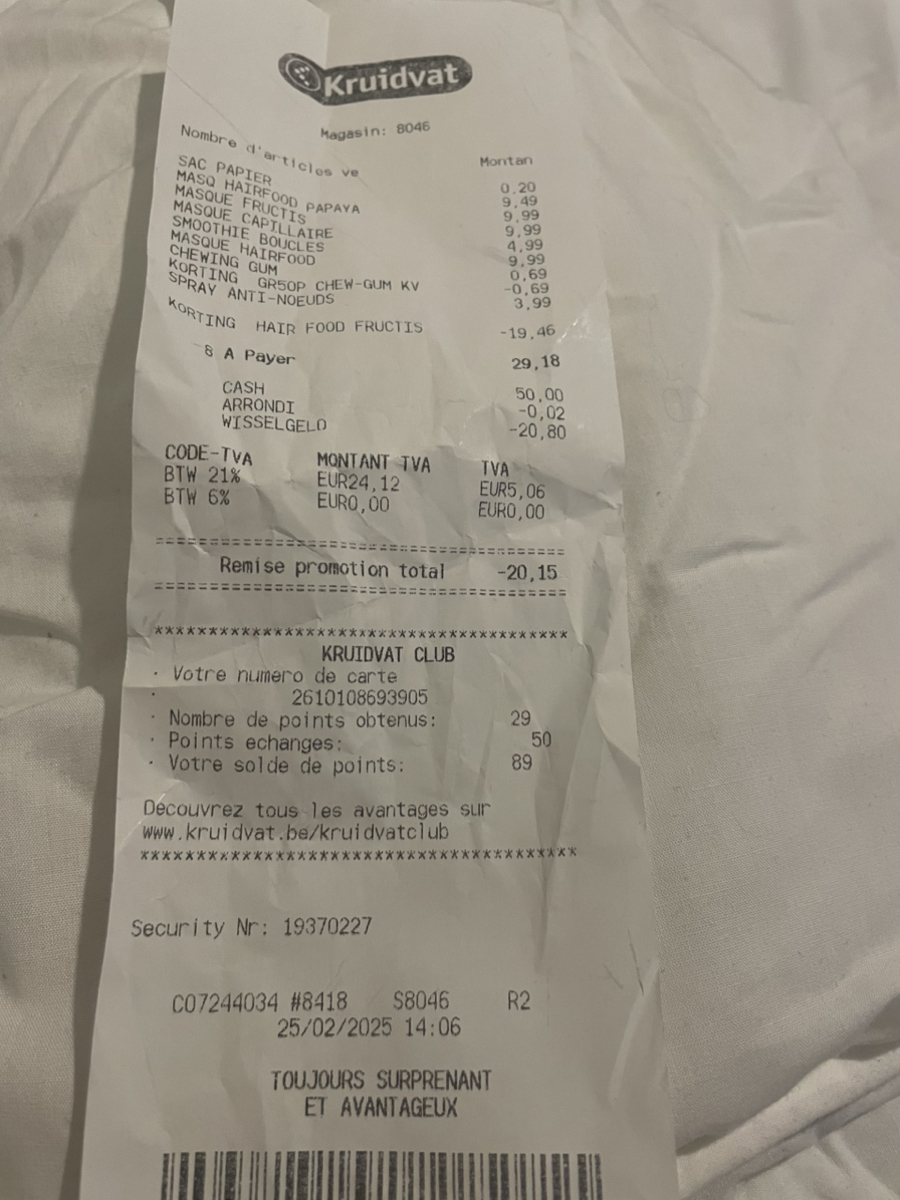 Kruidvat
Magasin: 8046
Nombre d'articles ve Montan
SAC PAPIER 0,20
MASQ HAIRFOOD PAPAYA 9,49
MASQUE FRUCTIS 9,99
MASQUE CAPILLAIRE 9,99
SMOOTHIE BOUCLES 4,99
MASQUE HAIRFOOD 9,99
CHEWING GUM 0,69
KORTING GR50P CHEW-GUM KV -0,69
SPRAY ANTI-NOEUDS 3,99
KORTING HAIR FOOD FRUCTIS -19,46
8 A Payer 29,18
CASH 50,00
ARRONDI -0,02
WISSELGELD -20,80
CODE-TVA MONTANT TVA TVA
BTW 21% EUR24,12 EUR5,06
BTW 6% EUR0,00 EUR0,00
========================================
Remise promotion total -20,15
========================================
****************************************
KRUIDVAT CLUB
· Votre numero de carte
· 2610108693905
· Nombre de points obtenus: 29
· Points echanges: 50
· Votre solde de points: 89
Decouvrez tous les avantages sur
www.kruidvat.be/kruidvatclub
****************************************
Security Nr: 19370227
C07244034 #8418 S8046 R2
25/02/2025 14:06
TOUJOURS SURPRENANT
ET AVANTAGEUX